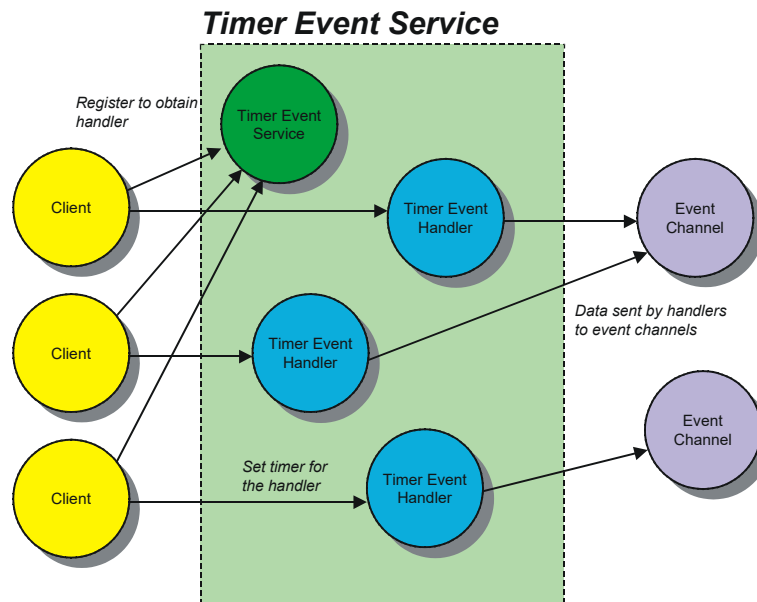 Timer Event Service
Register to obtain
handler
Timer Event
Service
Client
Timer Event
Handler
Event
Channel
Client
Timer Event
Handler
Data sent by handlers
to event channels
Client
Set timer for
the handler
Timer Event
Handler
Event
Channel